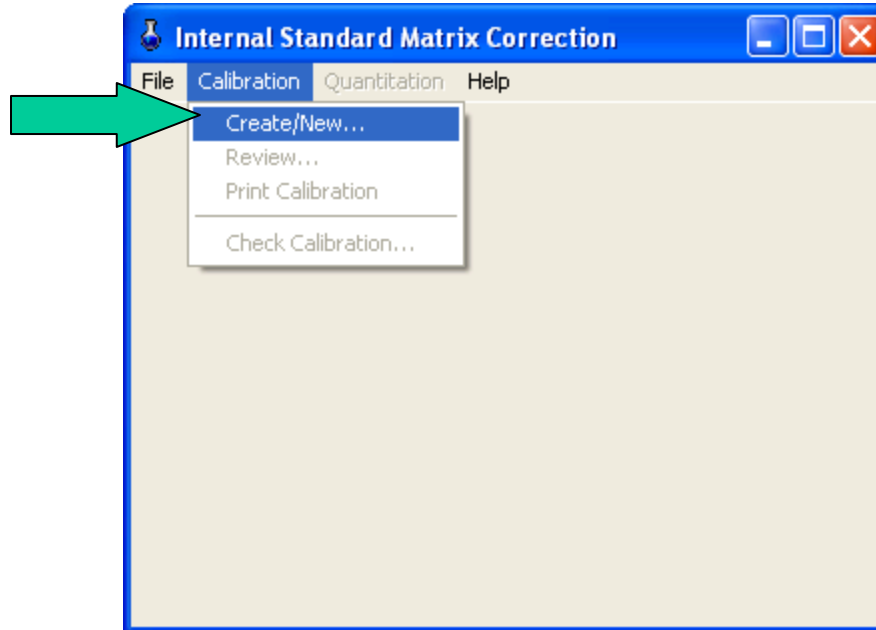 Internal Standard Matrix Correction
File Calibration Quantitation Help
Create/New...
Review...
Print Calibration
Check Calibration...